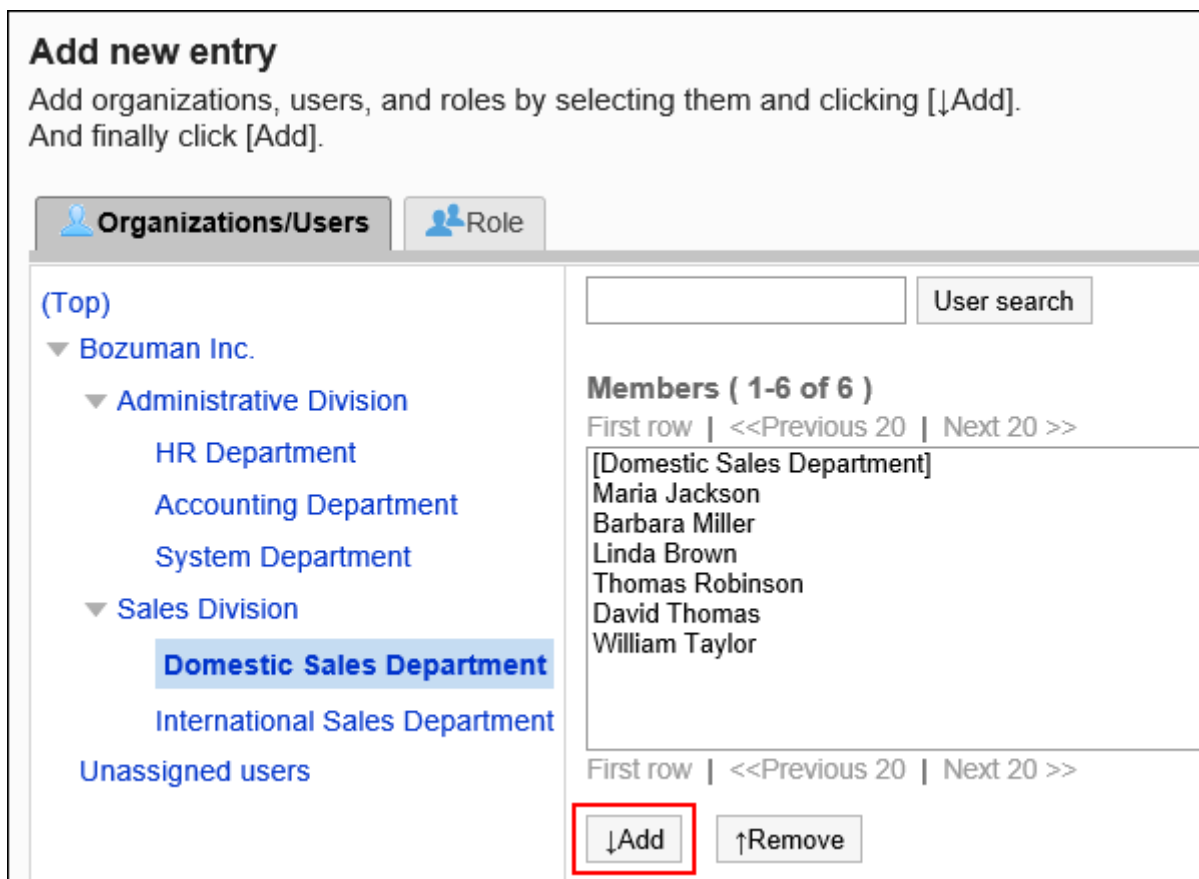 Add new entry
Add organizations, users, and roles by selecting them and clicking [↓Add].
And finally click [Add].
Organizations/Users
Role
(Top)
Bozuman Inc.
Administrative Division
HR Department
Accounting Department
System Department
Sales Division
Domestic Sales Department
International Sales Department
Unassigned users
User search
Members ( 1-6 of 6 )
First row | <<Previous 20 | Next 20 >>
[Domestic Sales Department]
Maria Jackson
Barbara Miller
Linda Brown
Thomas Robinson
David Thomas
William Taylor
First row | <<Previous 20 | Next 20 >>
↓Add
↑Remove